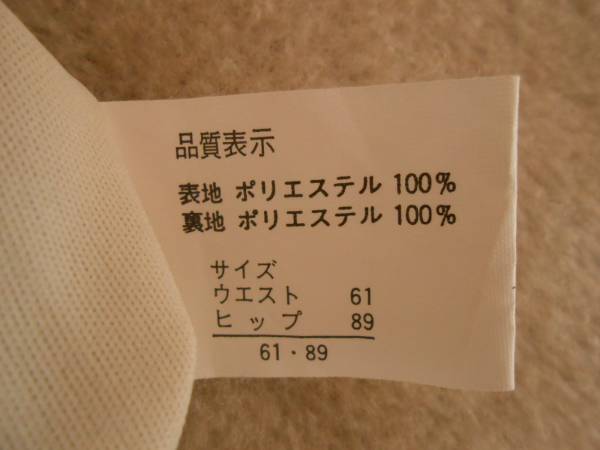 品質表示
表地 ポリエステル 100%
裏地 ポリエステル 100%
サイズ
ウエスト 61
ヒップ 89
61・89